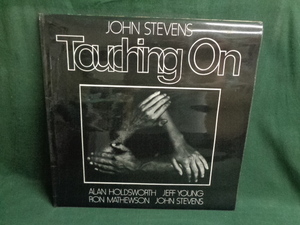 JOHN STEVENS
Touching On
ALAN HOLDSWORTH JEFF YOUNG
RON MATHEWSON JOHN STEVENS